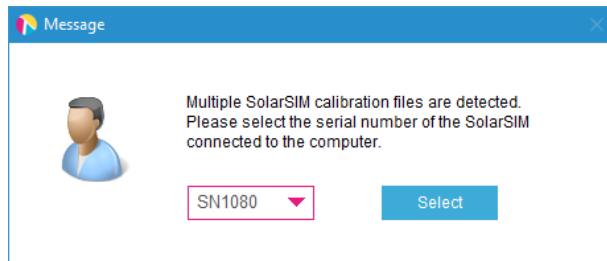 Message
Multiple SolarSIM calibration files are detected.
Please select the serial number of the SolarSIM
connected to the computer.
SN1080
Select